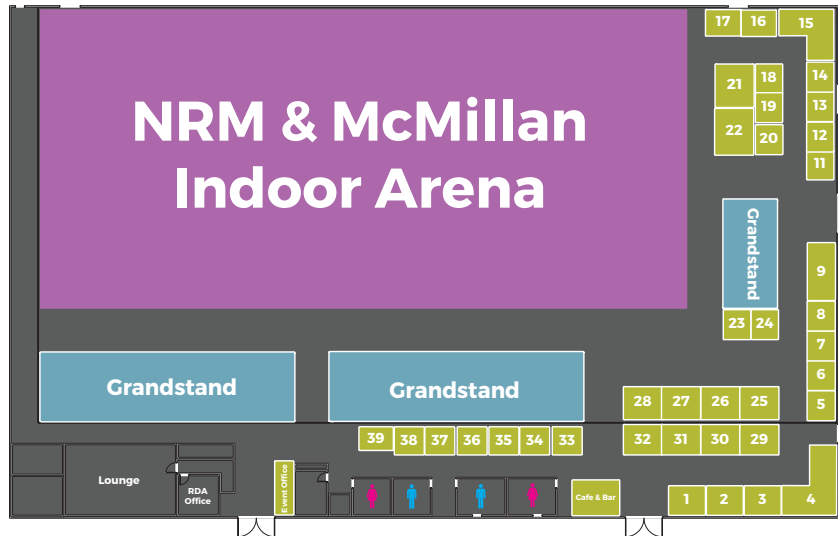 17 16 15
NRM & McMillan
Indoor Arena
21 18
19
22
20
14
13
12
11
Grandstand
23 24
9
8
7
6
5
Grandstand
Grandstand
28 27 26 25
39 38 37 36 35 34 33
32 31 30 29
Lounge
RDA
Office
Event Office
Cafe & Bar
1 2 3 4